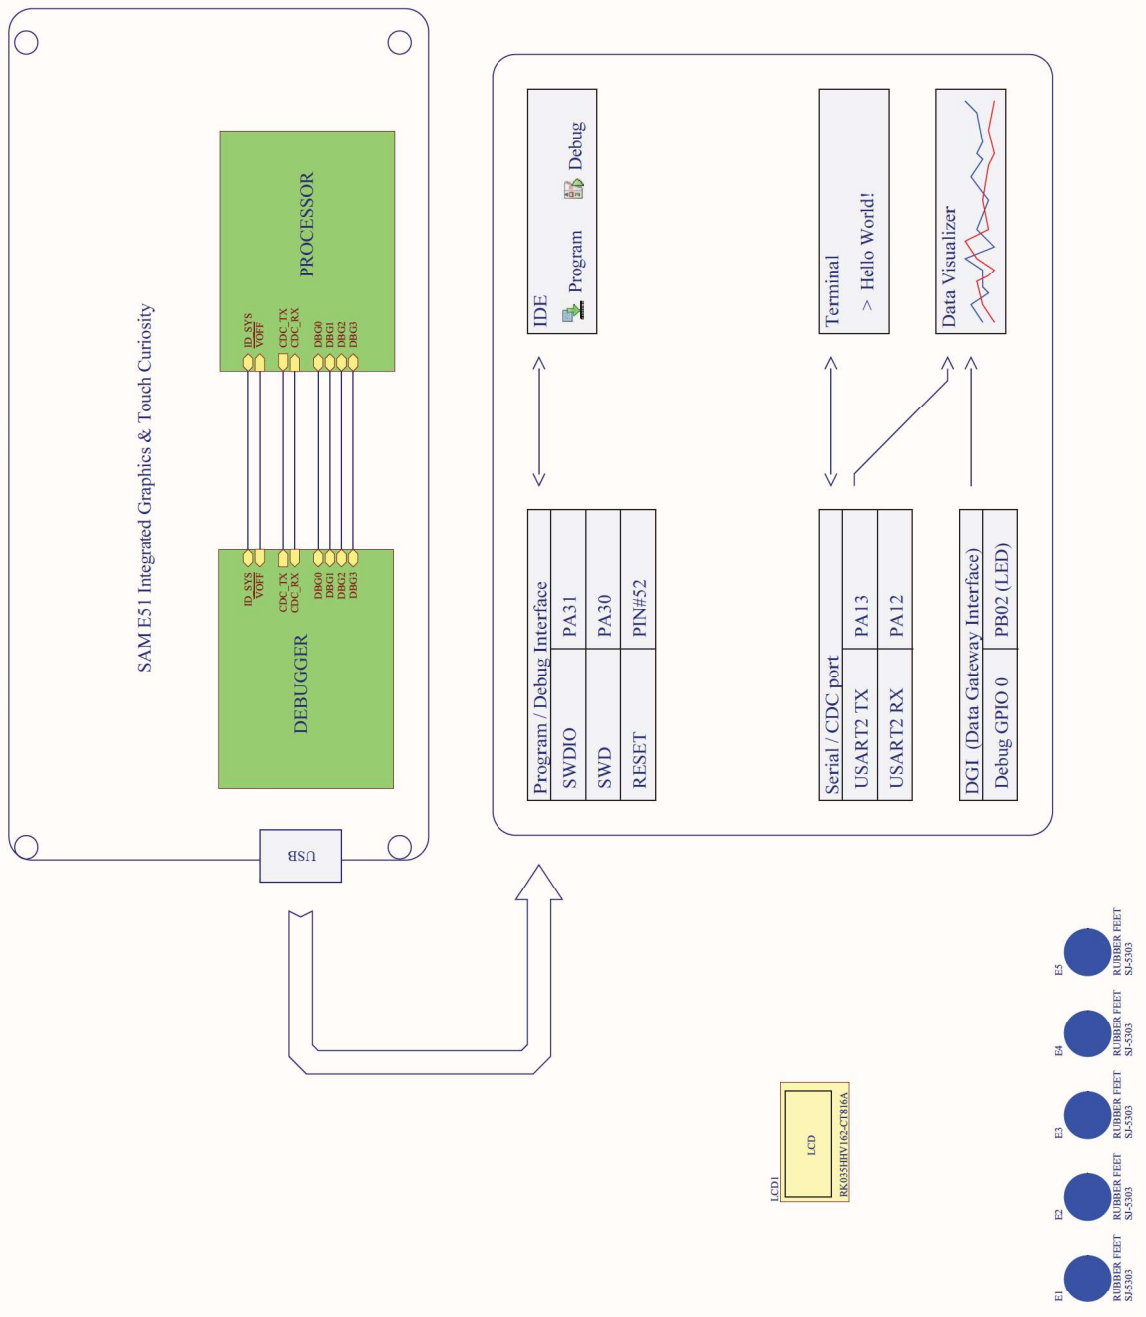 SAM E51 Integrated Graphics & Touch Curiosity
USB
DEBUGGER
ID_SYS
VOFF
CDC_TX
CDC_RX
DBG0
DBG1
DBG2
DBG3
PROCESSOR
ID_SYS
VOFF
CDC_TX
CDC_RX
DBG0
DBG1
DBG2
DBG3
Program / Debug Interface
SWDIO PA31
SWD PA30
RESET PIN#52
IDE
Program Debug
Serial / CDC port
USART2 TX PA13
USART2 RX PA12
Terminal
> Hello World!
DGI (Data Gateway Interface)
Debug GPIO 0 PB02 (LED)
Data Visualizer
LCD1
LCD
RK035HHV162-CT816A
E1
RUBBER FEET
SJ-5303
E2
RUBBER FEET
SJ-5303
E3
RUBBER FEET
SJ-5303
E4
RUBBER FEET
SJ-5303
E5
RUBBER FEET
SJ-5303